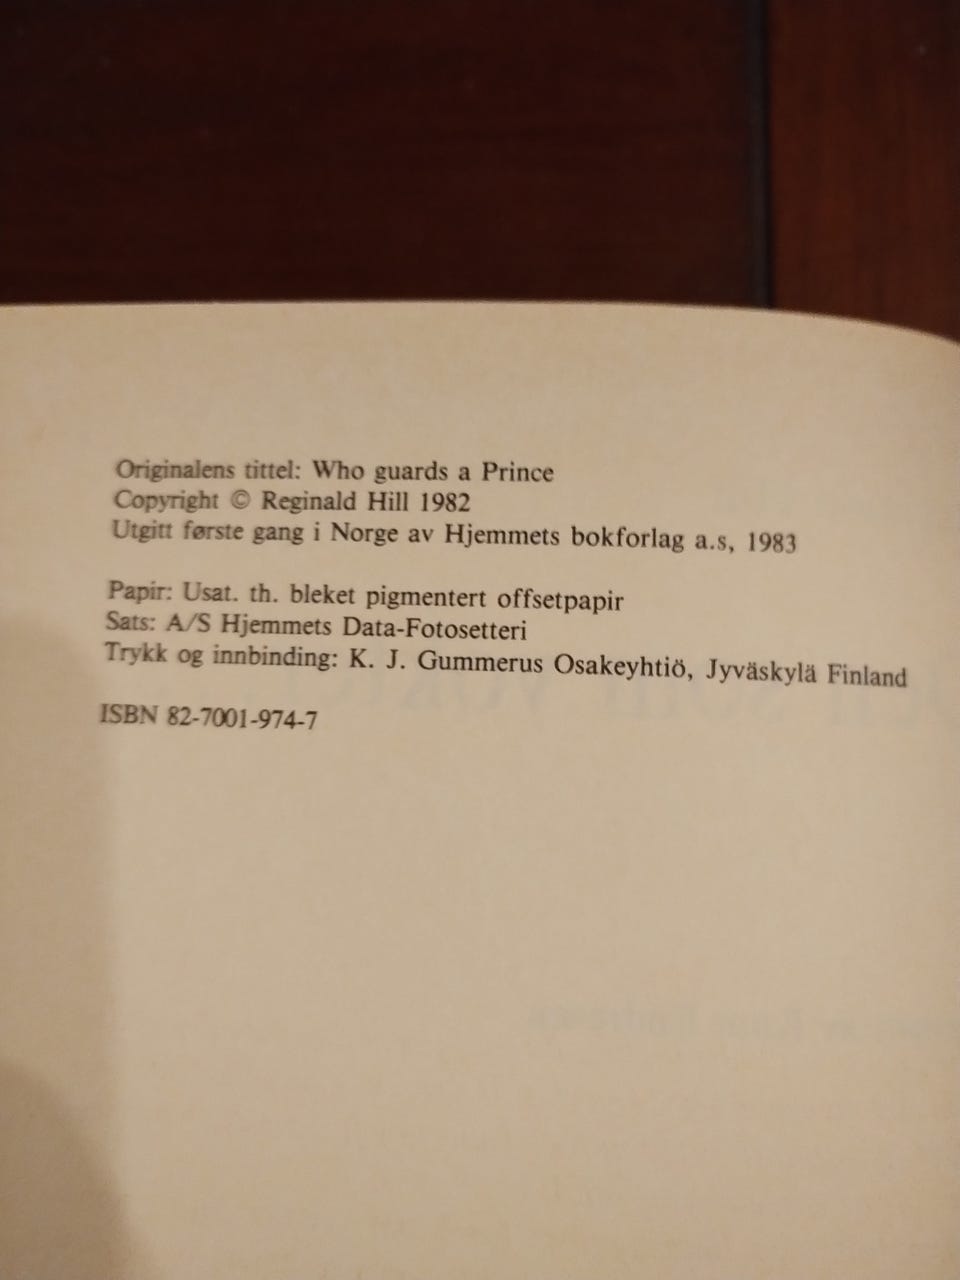 Originalens tittel: Who guards a Prince
Copyright © Reginald Hill 1982
Utgitt første gang i Norge av Hjemmets bokforlag a.s, 1983
Papir: Usat. th. bleket pigmentert offsetpapir
Sats: A/S Hjemmets Data-Fotosetteri
Trykk og innbinding: K. J. Gummerus Osakeyhtiö, Jyväskylä Finland
ISBN 82-7001-974-7